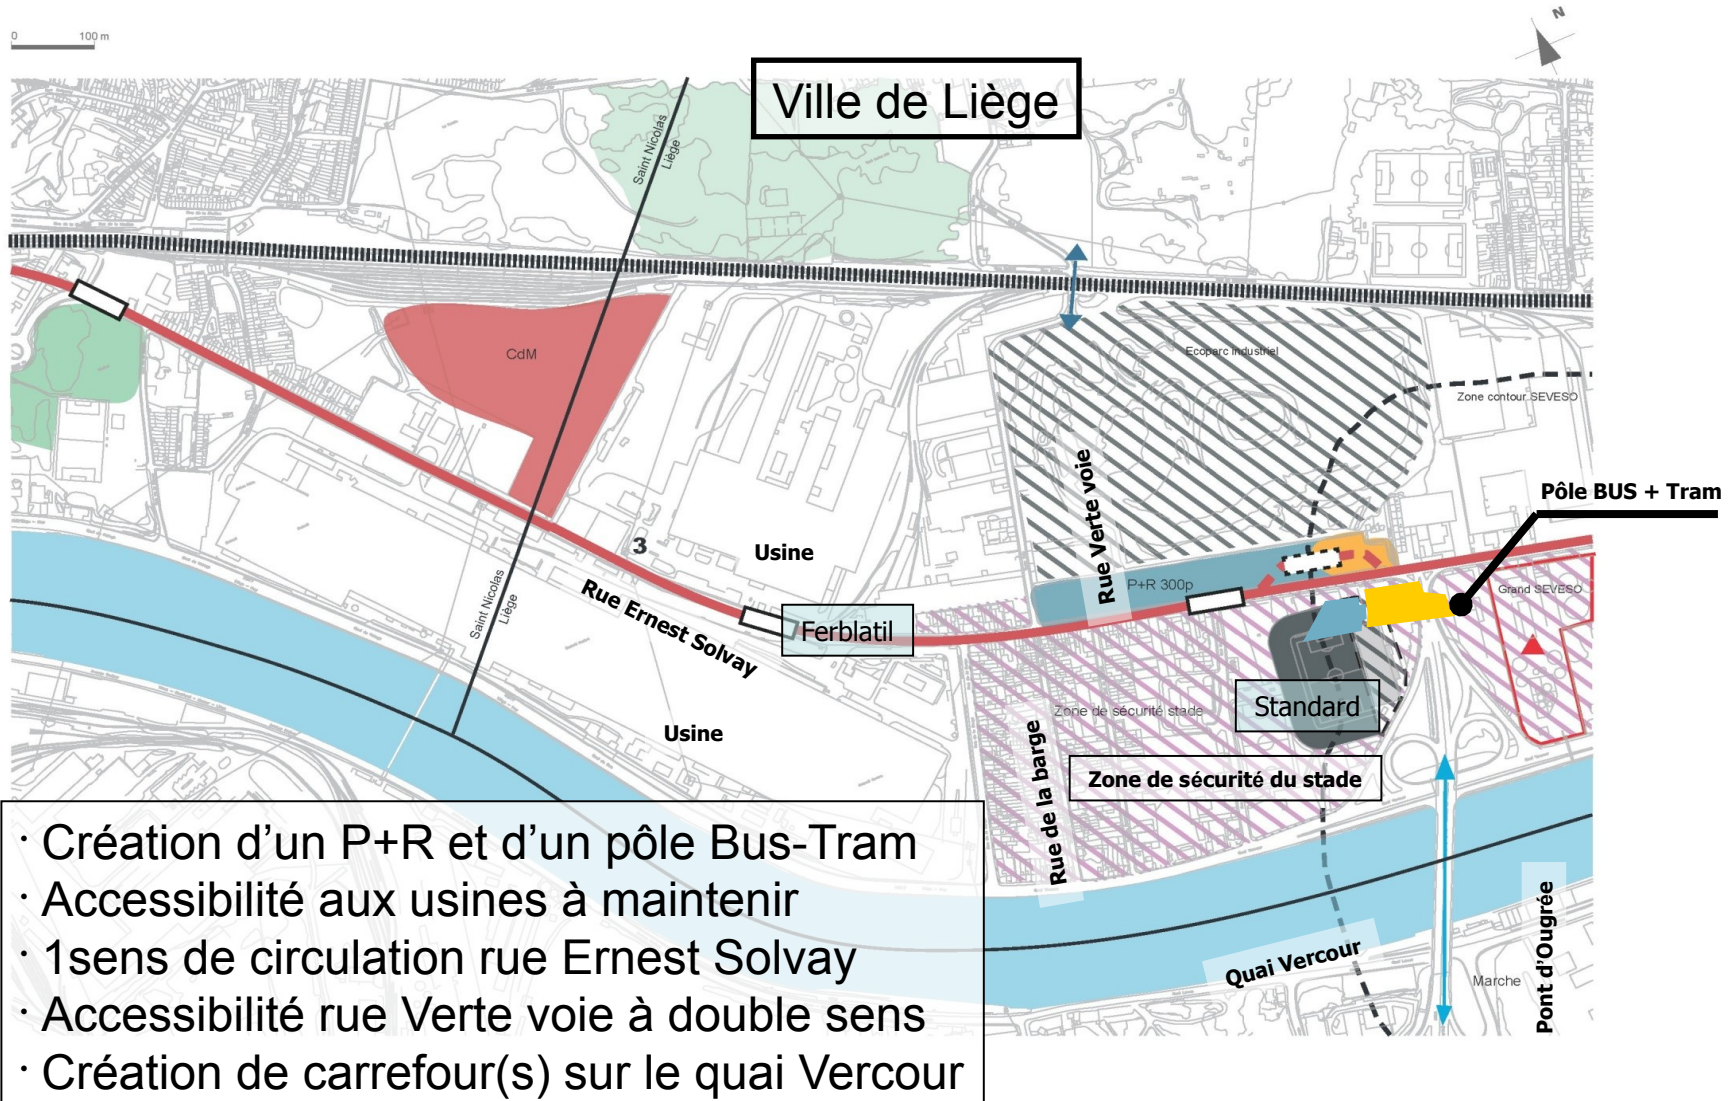 0 100 m
N
Ville de Liège
Saint Nicolas
Liège
CdM
Ecoparc industriel
Zone contour SEVESO
Pôle BUS + Tram
Rue Verte voie
3
Usine
P+R 300p
Grand SEVESO
Saint Nicolas
Liège
Rue Ernest Solvay
Ferblatil
Zone de sécurité stade
Standard
Usine
Rue de la barge
Zone de sécurité du stade
Quai Vercour
Marche
Pont d'Ougrée
· Création d’un P+R et d’un pôle Bus-Tram
· Accessibilité aux usines à maintenir
· 1sens de circulation rue Ernest Solvay
· Accessibilité rue Verte voie à double sens
· Création de carrefour(s) sur le quai Vercour